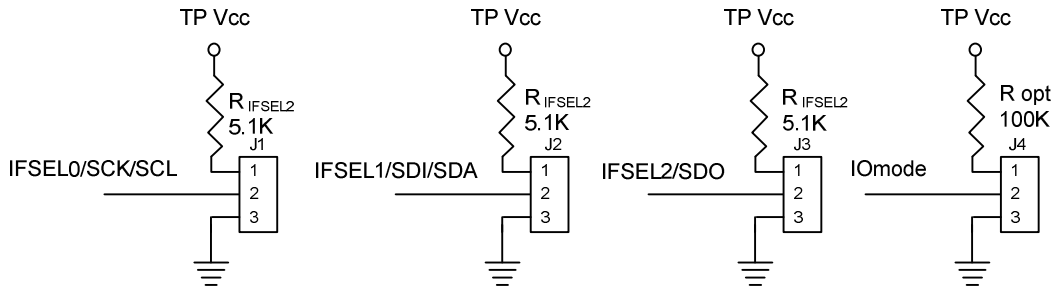 TP Vcc
R IFSEL2
5.1K
J1
IFSEL0/SCK/SCL
1
2
3
TP Vcc
R IFSEL2
5.1K
J2
IFSEL1/SDI/SDA
1
2
3
TP Vcc
R IFSEL2
5.1K
J3
IFSEL2/SDO
1
2
3
TP Vcc
R opt
100K
J4
IOmode
1
2
3